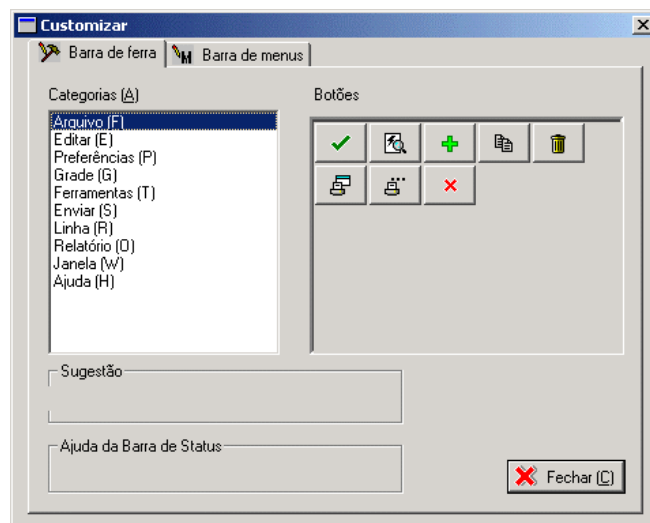 Customizar
Barra de ferra
M Barra de menus
Categorias (A)
Botões
Arquivo (F)
Editar (E)
Preferências (P)
Grade (G)
Ferramentas (T)
Enviar (S)
Linha (R)
Relatório (O)
Janela (W)
Ajuda (H)
Sugestão
Ajuda da Barra de Status
Fechar (C)